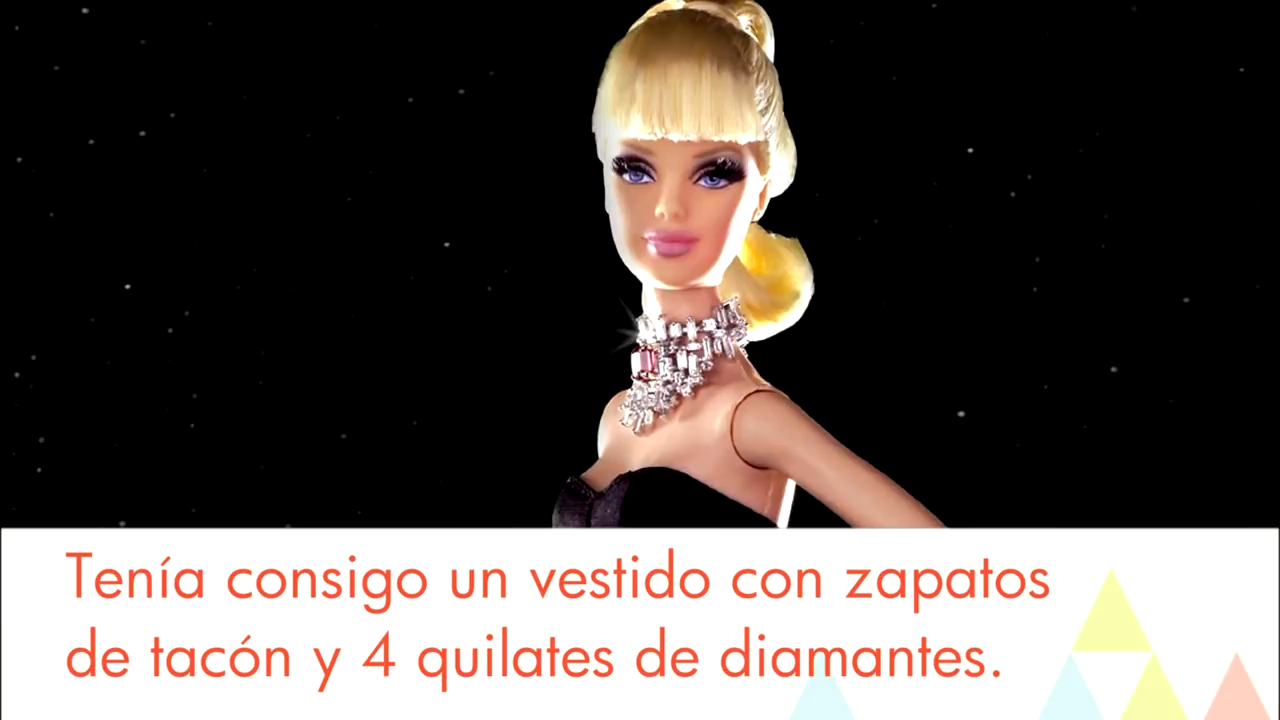 Tenía consigo un vestido con zapatos
de tacón y 4 quilates de diamantes.